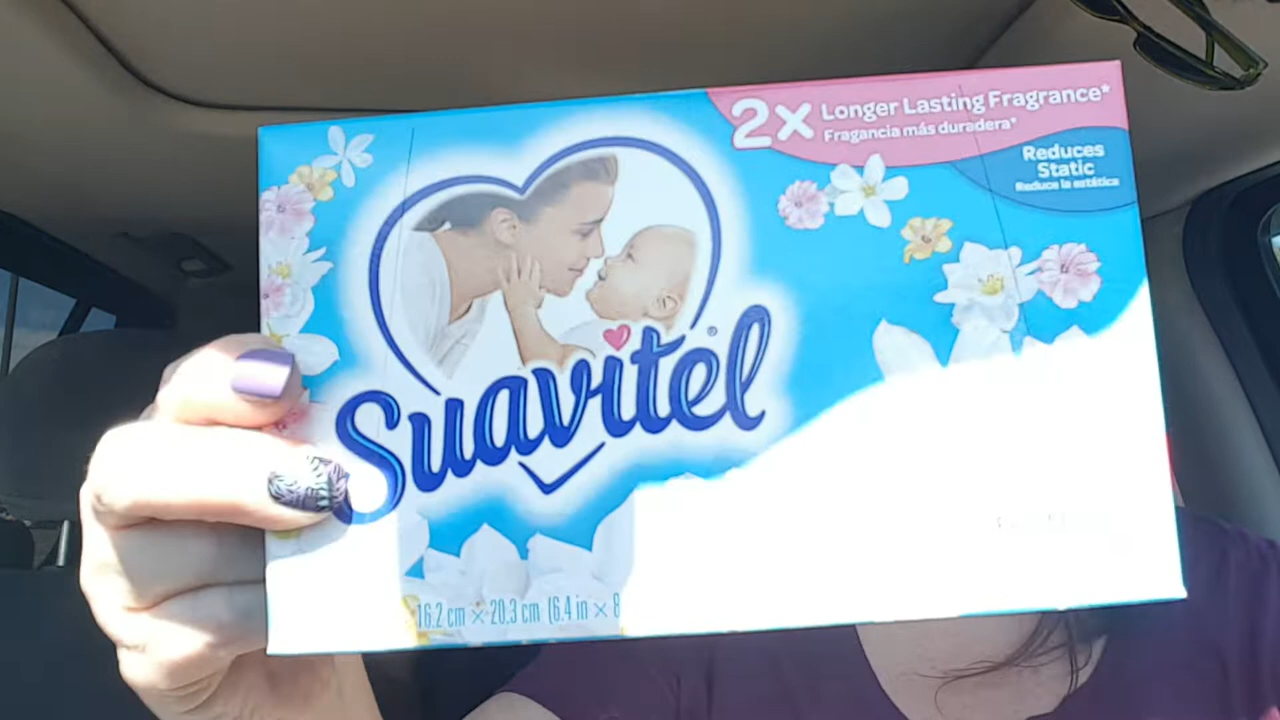 2X Longer Lasting Fragrance*
Fragancia más duradera*
Reduces
Static
Reduce la estática
Suavitel®
16.2 cm × 20.3 cm (6.4 in × 8